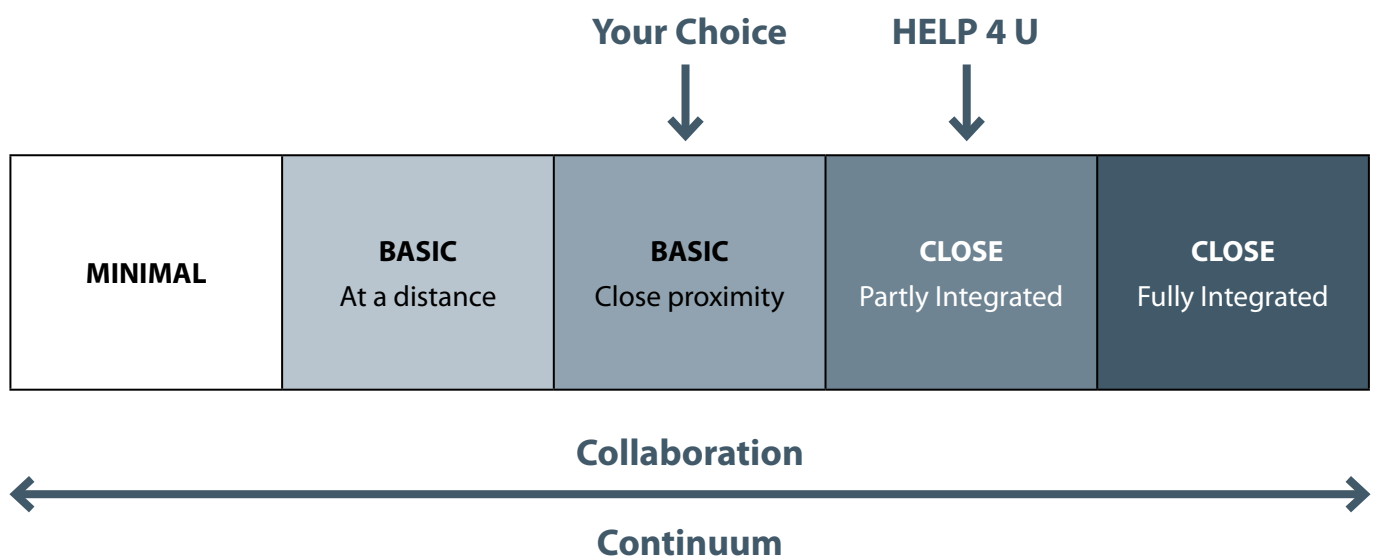 Your Choice
HELP 4 U
MINIMAL
BASIC
At a distance
BASIC
Close proximity
CLOSE
Partly Integrated
CLOSE
Fully Integrated
Collaboration
Continuum